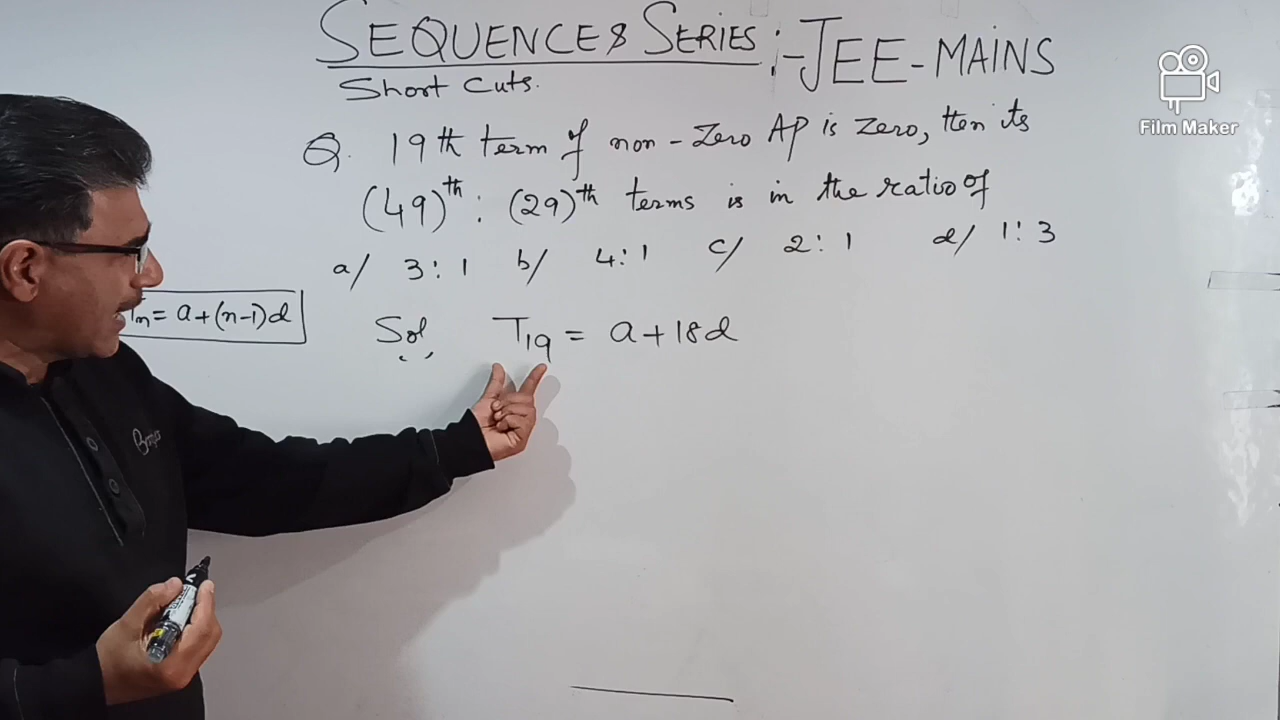 SEQUENCE & SERIES :- JEE - MAINS
Short Cuts.
Film Maker
Q. 19th term of non-Zero AP is Zero, then its
(49)th : (29)th terms is in the ratio of
a/ 3:1 b/ 4:1 c/ 2:1 d/ 1:3
Tn = a+(n-1)d
Sol T19 = a+18d